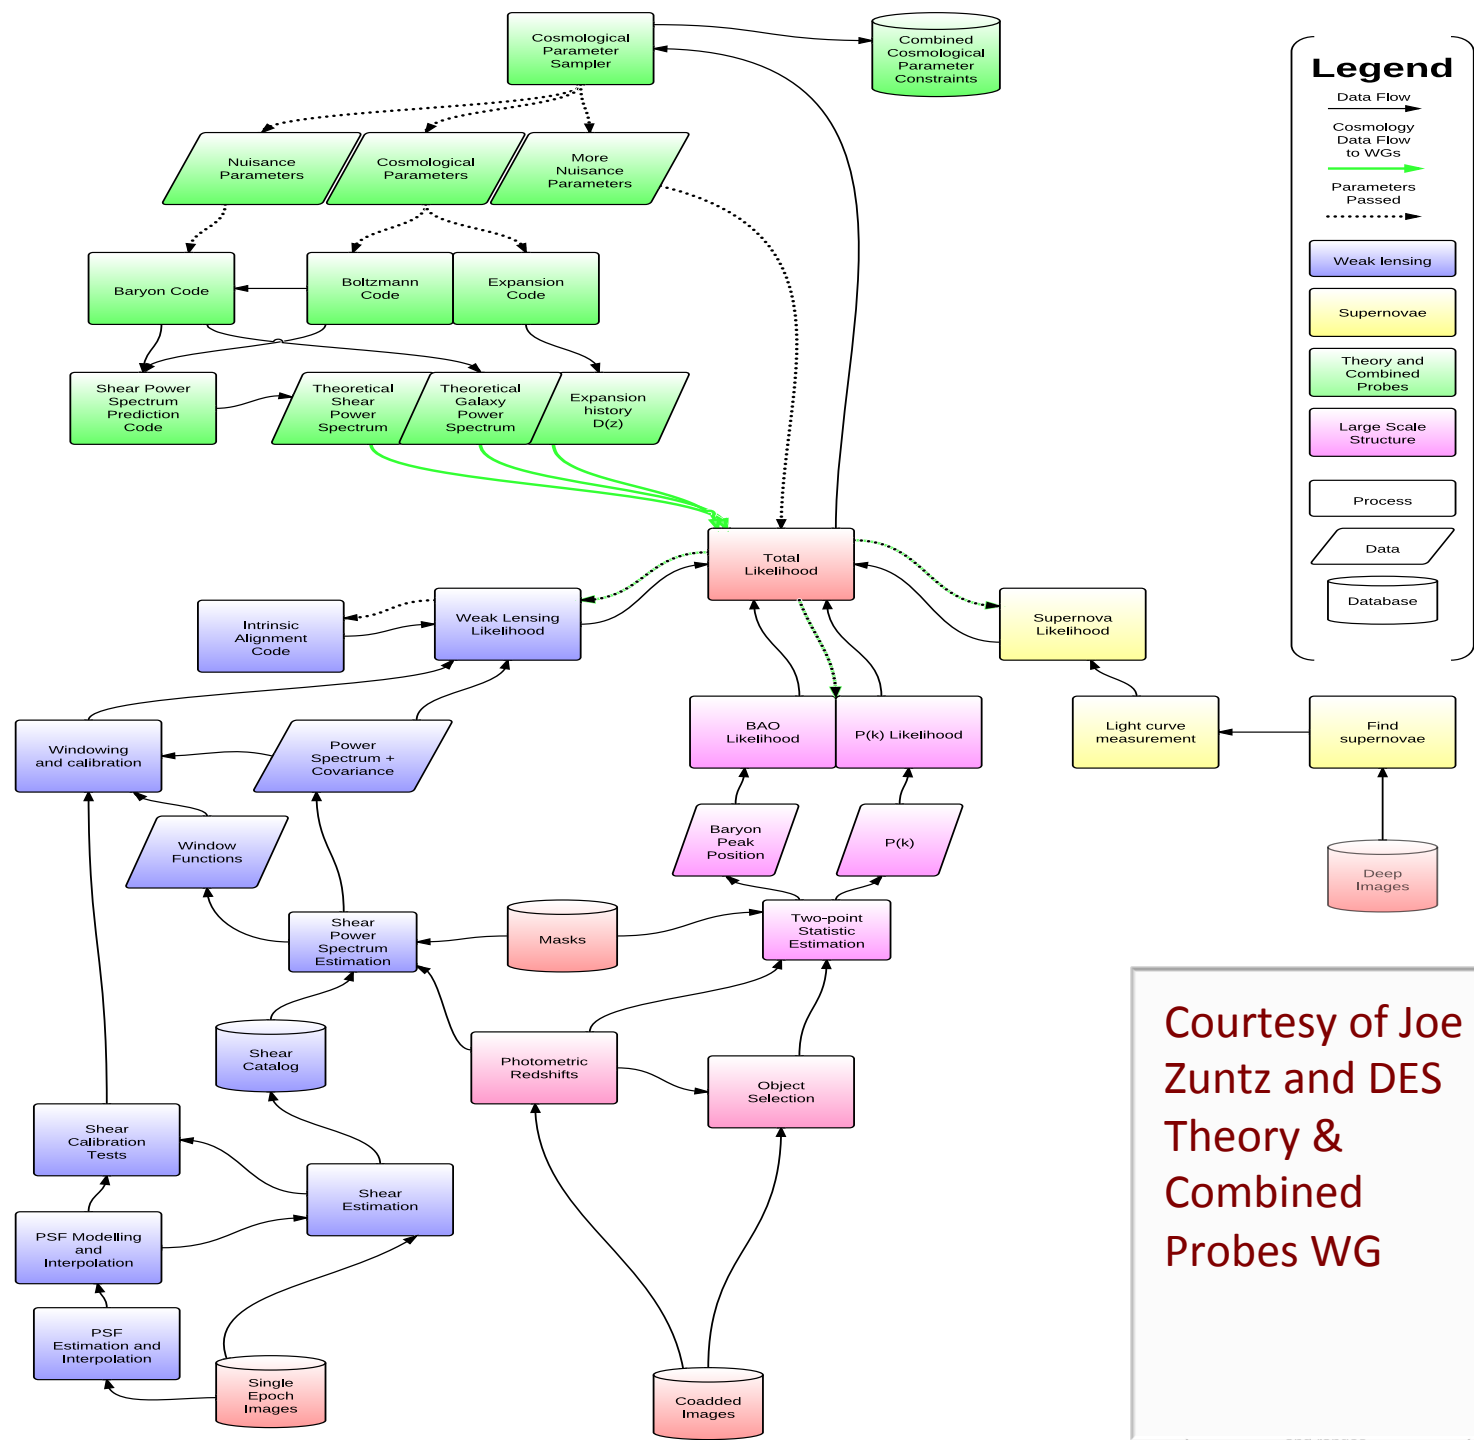 Cosmological
Parameter
Sampler
Combined
Cosmological
Parameter
Constraints
Legend
Data Flow
Cosmology
Data Flow
to WGs
Parameters
Passed
Weak lensing
Supernovae
Theory and
Combined
Probes
Large Scale
Structure
Process
Data
Database
Nuisance
Parameters
Cosmological
Parameters
More
Nuisance
Parameters
Baryon Code
Boltzmann
Code
Expansion
Code
Shear Power
Spectrum
Prediction
Code
Theoretical
Shear
Power
Spectrum
Theoretical
Galaxy
Power
Spectrum
Expansion
history
D(z)
Total
Likelihood
Intrinsic
Alignment
Code
Weak Lensing
Likelihood
Supernova
Likelihood
Windowing
and calibration
Power
Spectrum +
Covariance
BAO
Likelihood
P(k) Likelihood
Light curve
measurement
Find
supernovae
Window
Functions
Baryon
Peak
Position
P(k)
Deep
Images
Shear
Power
Spectrum
Estimation
Masks
Two-point
Statistic
Estimation
Shear
Catalog
Photometric
Redshifts
Object
Selection
Shear
Calibration
Tests
Shear
Estimation
PSF Modelling
and
Interpolation
PSF
Estimation and
Interpolation
Single
Epoch
Images
Coadded
Images
Courtesy of Joe
Zuntz and DES
Theory &
Combined
Probes WG